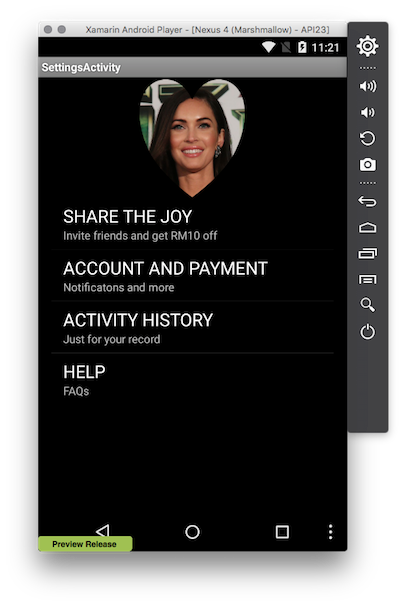 Xamarin Android Player - [Nexus 4 (Marshmallow) - API23]
11:21
SettingsActivity
SHARE THE JOY
Invite friends and get RM10 off
ACCOUNT AND PAYMENT
Notificatons and more
ACTIVITY HISTORY
Just for your record
HELP
FAQs
Preview Release